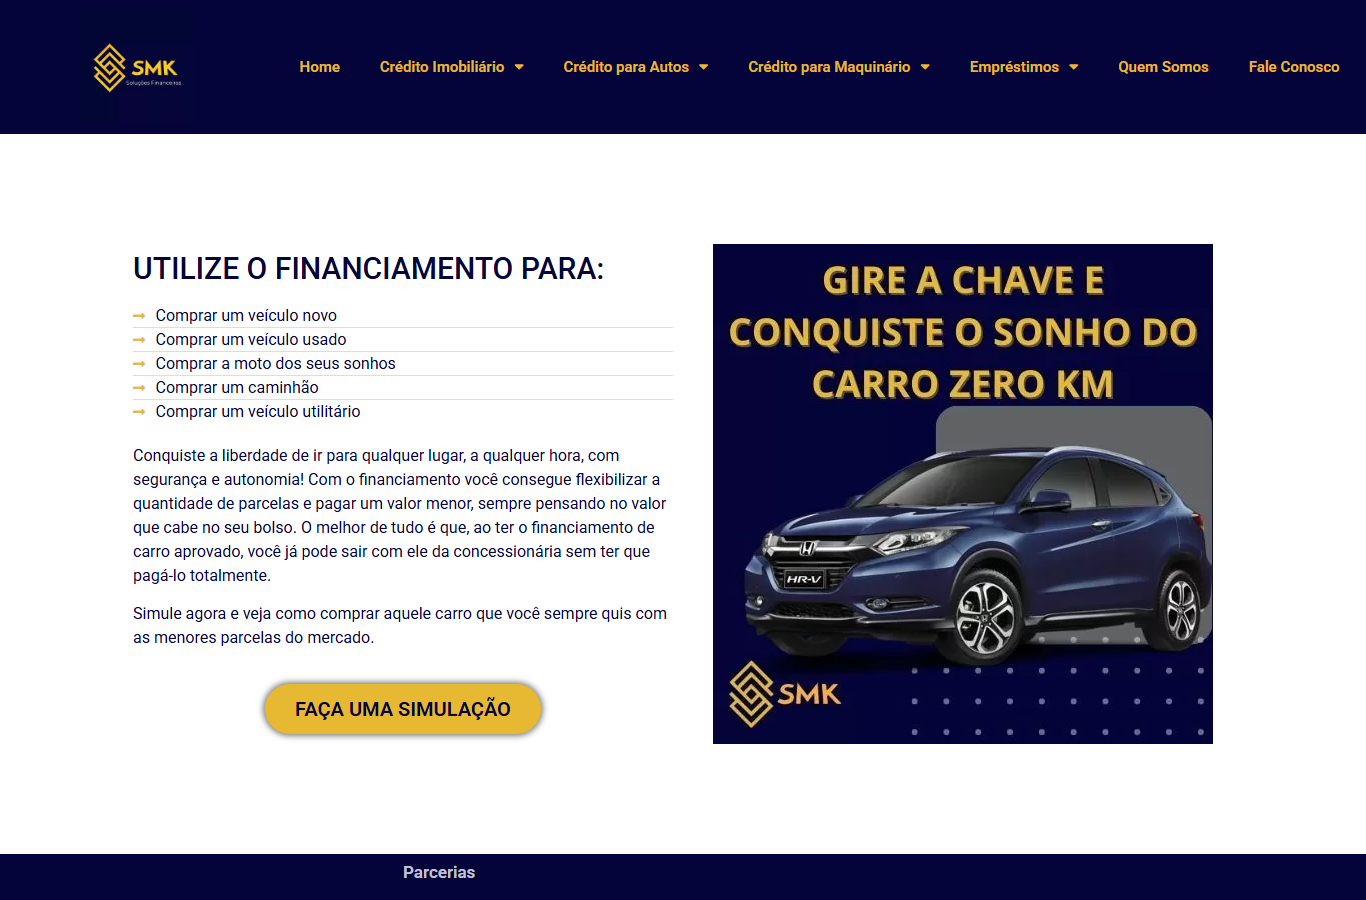 SMK
Soluções Financeiras
Home
Crédito Imobiliário
Crédito para Autos
Crédito para Maquinário
Empréstimos
Quem Somos
Fale Conosco
UTILIZE O FINANCIAMENTO PARA:
Comprar um veículo novo
Comprar um veículo usado
Comprar a moto dos seus sonhos
Comprar um caminhão
Comprar um veículo utilitário
Conquiste a liberdade de ir para qualquer lugar, a qualquer hora, com
segurança e autonomia! Com o financiamento você consegue flexibilizar a
quantidade de parcelas e pagar um valor menor, sempre pensando no valor
que cabe no seu bolso. O melhor de tudo é que, ao ter o financiamento de
carro aprovado, você já pode sair com ele da concessionária sem ter que
pagá-lo totalmente.
Simule agora e veja como comprar aquele carro que você sempre quis com
as menores parcelas do mercado.
FAÇA UMA SIMULAÇÃO
GIRE A CHAVE E
CONQUISTE O SONHO DO
CARRO ZERO KM
HR-V
SMK
Parcerias